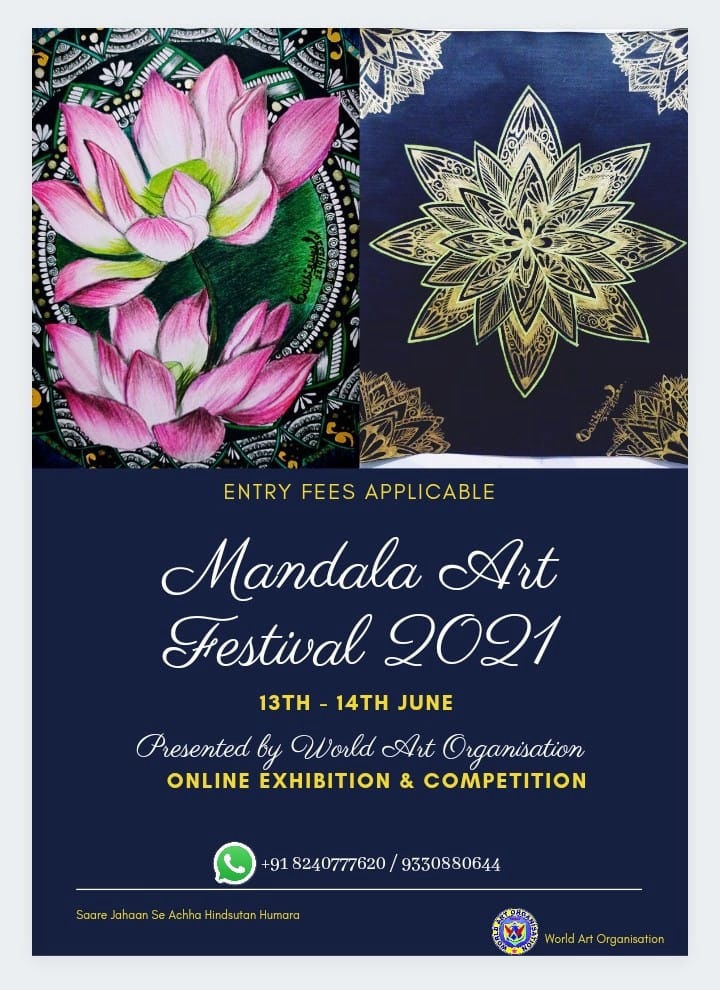 ENTRY FEES APPLICABLE
Mandala Art
Festival 2021
13TH - 14TH JUNE
Presented by World Art Organisation
ONLINE EXHIBITION & COMPETITION
+91 8240777620 / 9330880644
Saare Jahaan Se Achha Hindsutan Humara
WORLD ART ORGANISATION
World Art Organisation